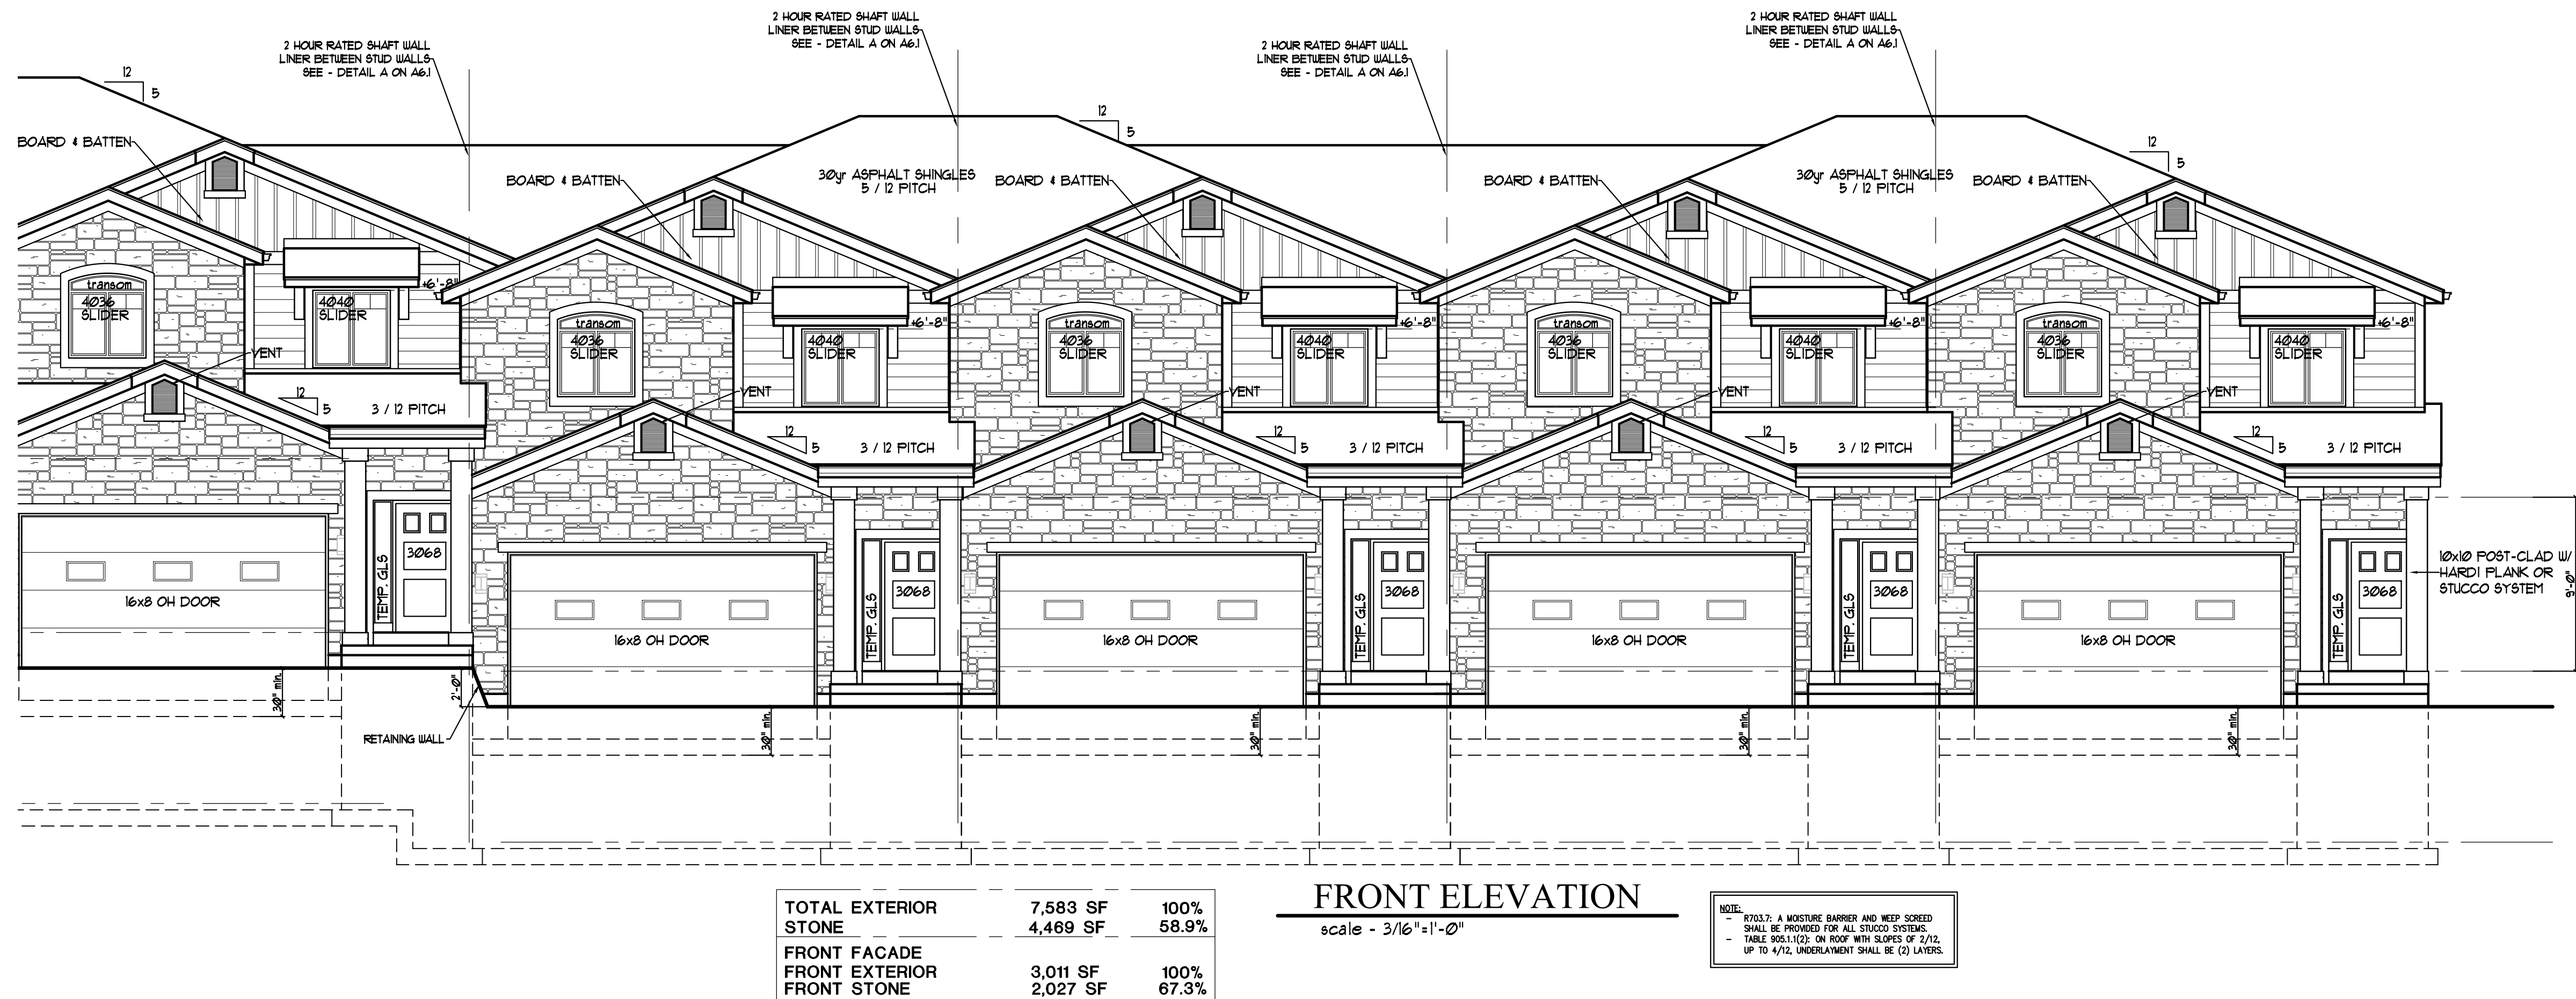 2 HOUR RATED SHAFT WALL
LINER BETWEEN STUD WALLS
SEE - DETAIL A ON A6.1
2 HOUR RATED SHAFT WALL
LINER BETWEEN STUD WALLS
SEE - DETAIL A ON A6.1
2 HOUR RATED SHAFT WALL
LINER BETWEEN STUD WALLS
SEE - DETAIL A ON A6.1
2 HOUR RATED SHAFT WALL
LINER BETWEEN STUD WALLS
SEE - DETAIL A ON A6.1
12
5
12
5
12
5
BOARD & BATTEN
BOARD & BATTEN
30yr ASPHALT SHINGLES
5 / 12 PITCH
BOARD & BATTEN
BOARD & BATTEN
30yr ASPHALT SHINGLES
5 / 12 PITCH
BOARD & BATTEN
transom
4036
SLIDER
4040
SLIDER
+6'-8"
transom
4036
SLIDER
4040
SLIDER
+6'-8"
transom
4036
SLIDER
4040
SLIDER
+6'-8"
transom
4036
SLIDER
4040
SLIDER
+6'-8"
transom
4036
SLIDER
4040
SLIDER
+6'-8"
VENT
VENT
VENT
VENT
VENT
12
5
3 / 12 PITCH
12
5
3 / 12 PITCH
12
5
3 / 12 PITCH
12
5
3 / 12 PITCH
12
5
3 / 12 PITCH
16x8 OH DOOR
TEMP. GLS
3068
16x8 OH DOOR
TEMP. GLS
3068
16x8 OH DOOR
TEMP. GLS
3068
16x8 OH DOOR
TEMP. GLS
3068
16x8 OH DOOR
TEMP. GLS
3068
10x10 POST-CLAD W/
HARDI PLANK OR
STUCCO SYSTEM
9'-0"
30" min.
2'-0"
RETAINING WALL
30" min.
30" min.
30" min.
30" min.
TOTAL EXTERIOR 7,583 SF 100%
STONE 4,469 SF 58.9%
FRONT FACADE
FRONT EXTERIOR 3,011 SF 100%
FRONT STONE 2,027 SF 67.3%
FRONT ELEVATION
scale - 3/16"=1'-0"
NOTE:
- R703.7: A MOISTURE BARRIER AND WEEP SCREED
SHALL BE PROVIDED FOR ALL STUCCO SYSTEMS.
- TABLE 905.1.1(2): ON ROOF WITH SLOPES OF 2/12,
UP TO 4/12, UNDERLAYMENT SHALL BE (2) LAYERS.